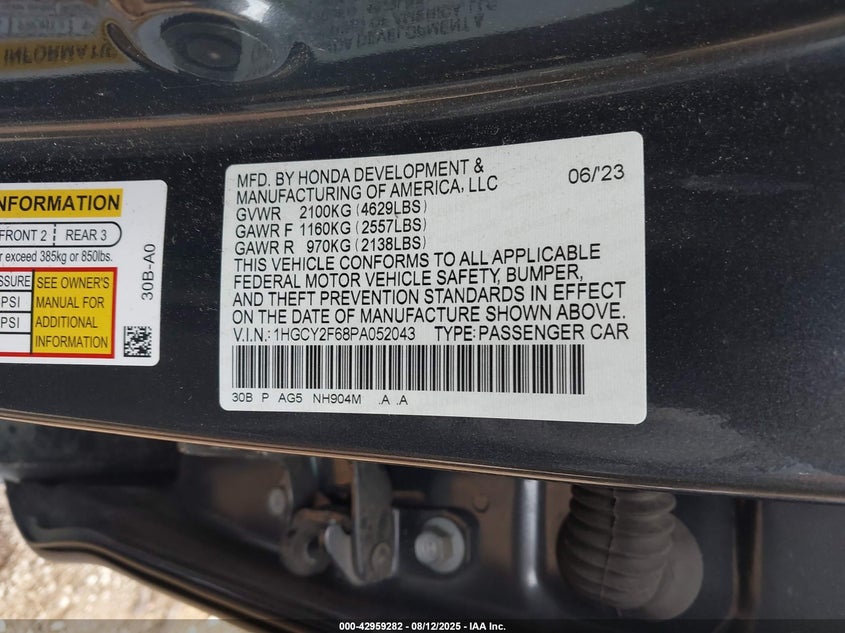 MFD. BY HONDA DEVELOPMENT &
MANUFACTURING OF AMERICA, LLC 06/'23
GVWR 2100KG (4629LBS)
GAWR F 1160KG (2557LBS)
GAWR R 970KG (2138LBS)
THIS VEHICLE CONFORMS TO ALL APPLICABLE
FEDERAL MOTOR VEHICLE SAFETY, BUMPER,
AND THEFT PREVENTION STANDARDS IN EFFECT
ON THE DATE OF MANUFACTURE SHOWN ABOVE.
V.I.N.: 1HGCY2F68PA052043 TYPE: PASSENGER CAR
30B P AG5 NH904M .A .A
INFORMATION
FRONT 2 REAR 3
exceed 385kg or 850lbs.
SEE OWNER'S
MANUAL FOR
ADDITIONAL
INFORMATION
PSI
PSI
30B-A0
000-42959282 - 08/12/2025 - IAA Inc.